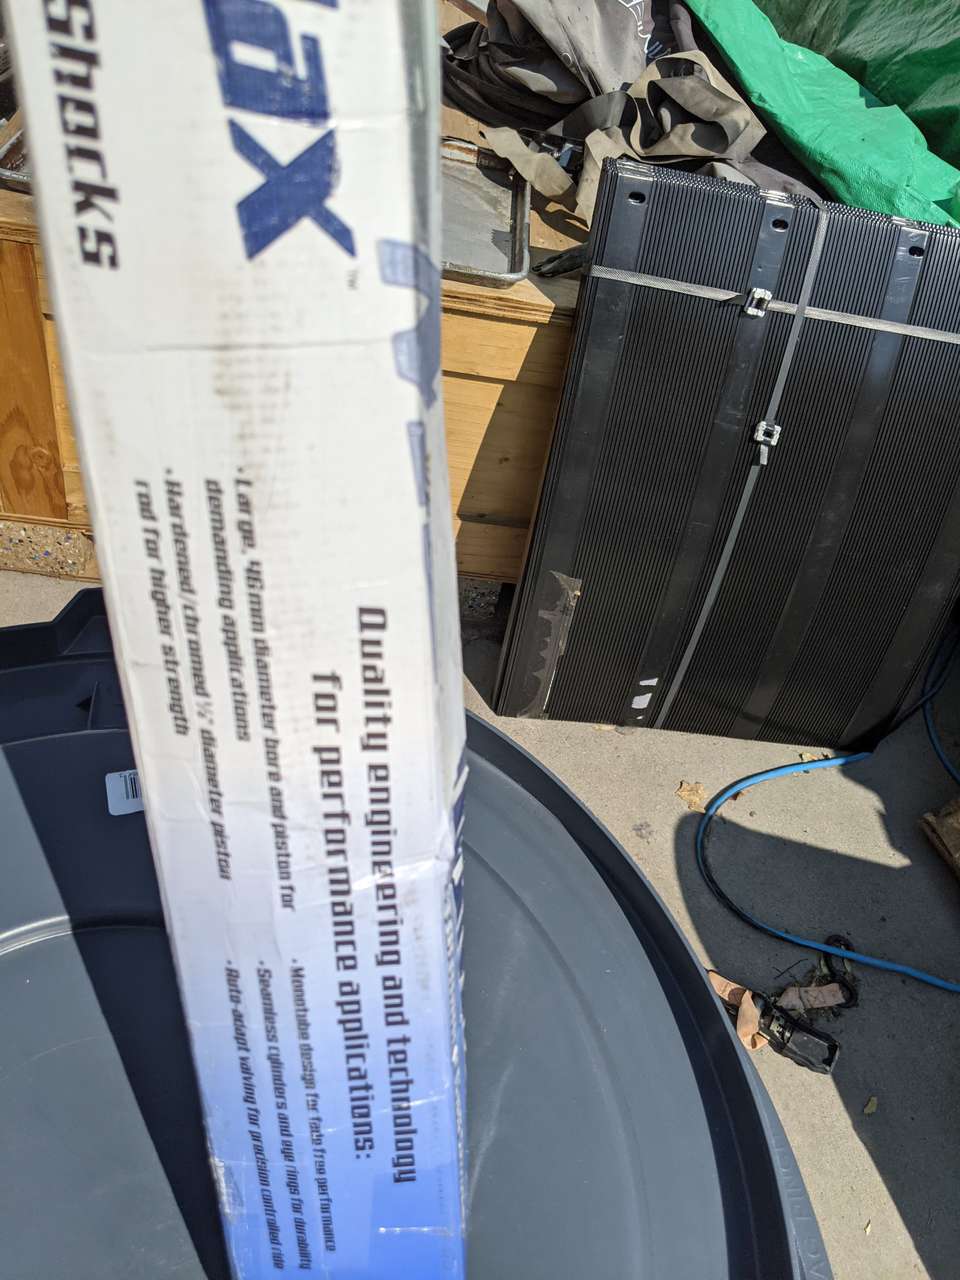 ax™
shocks
Quality engineering and technology
for performance applications:
· Monotube design for fade free performance
· Seamless cylinders and eye rings for durability
· Auto-adapt valving for precision controlled ride
· Large, 46mm diameter bore and piston for
demanding applications
· Hardened/chromed ½" diameter piston
rod for higher strength